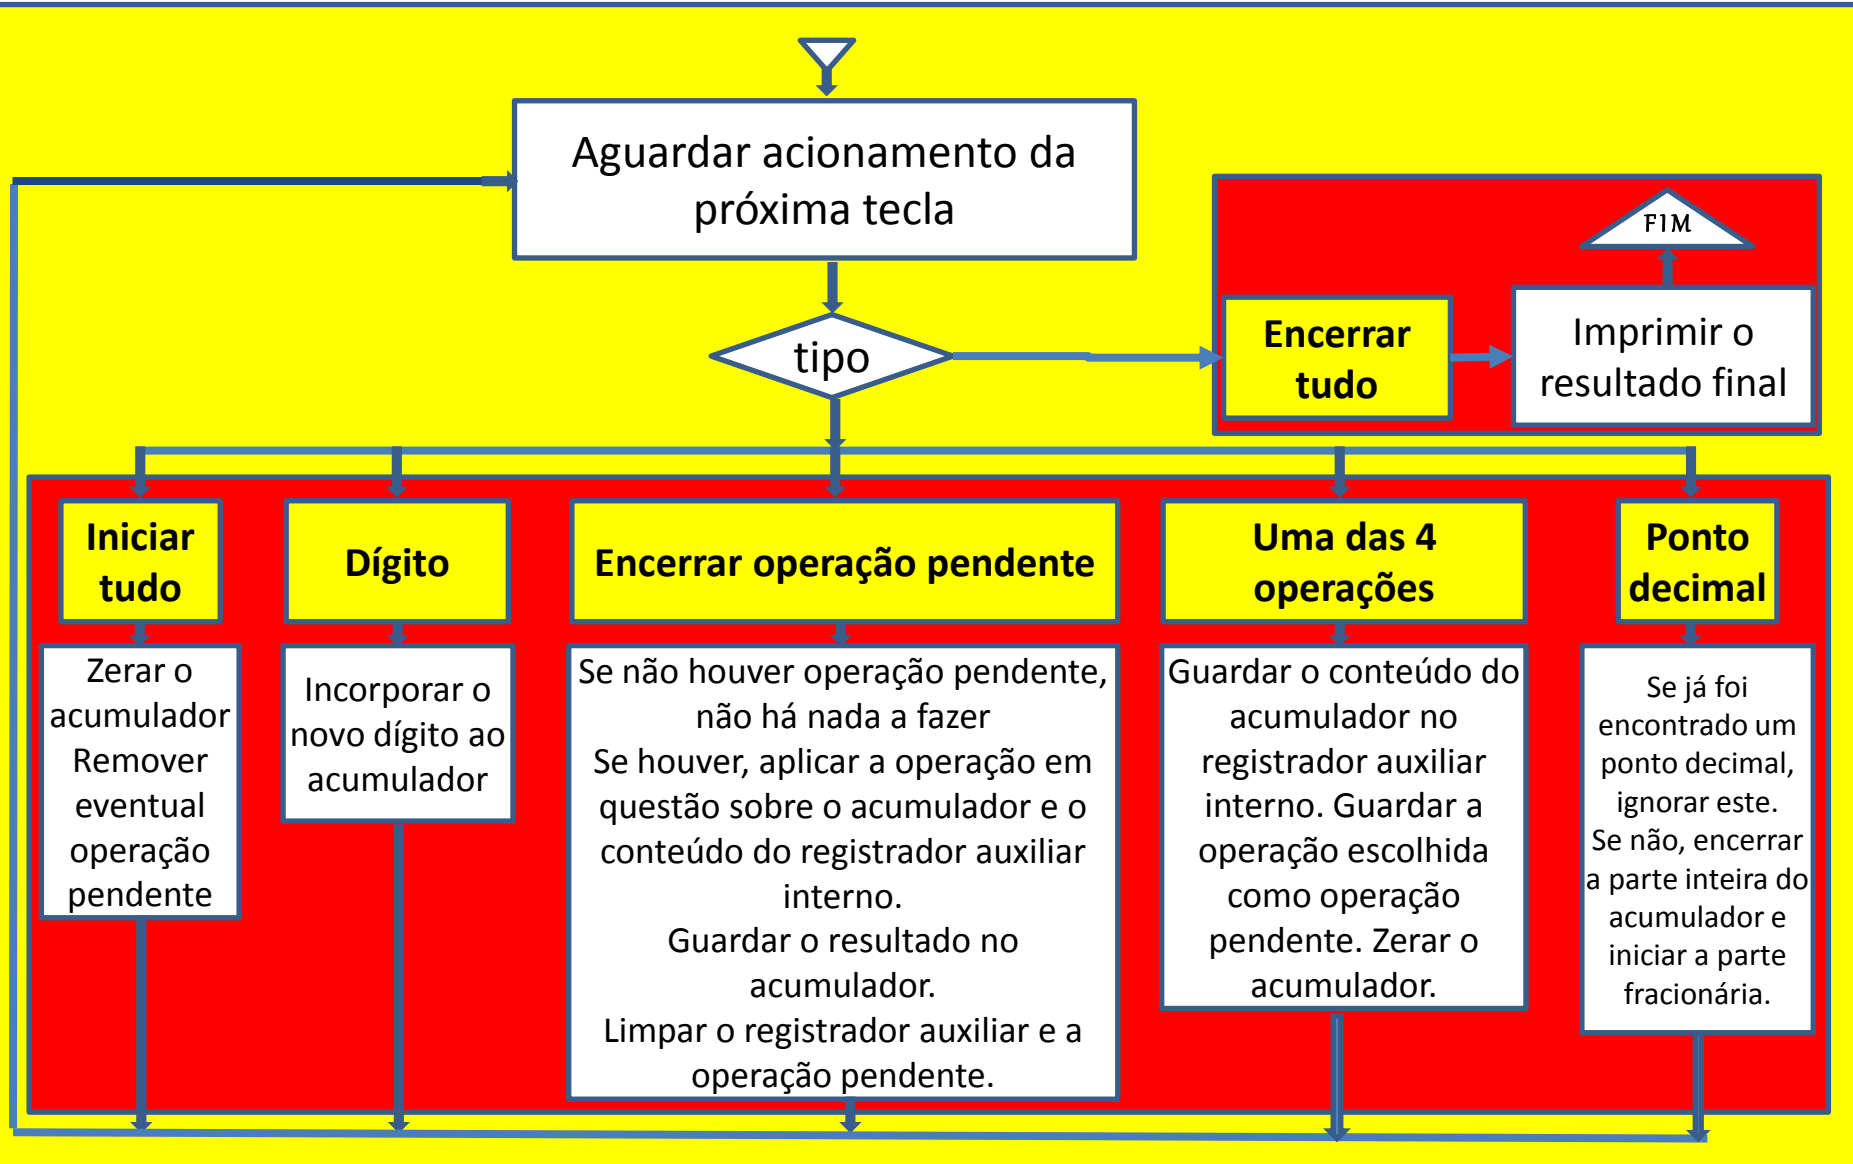 Aguardar acionamento da
próxima tecla
FIM
tipo
Encerrar
tudo
Imprimir o
resultado final
Iniciar
tudo
Dígito
Encerrar operação pendente
Uma das 4
operações
Ponto
decimal
Zerar o
acumulador
Remover
eventual
operação
pendente
Incorporar o
novo dígito ao
acumulador
Se não houver operação pendente,
não há nada a fazer
Se houver, aplicar a operação em
questão sobre o acumulador e o
conteúdo do registrador auxiliar
interno.
Guardar o resultado no
acumulador.
Limpar o registrador auxiliar e a
operação pendente.
Guardar o conteúdo do
acumulador no
registrador auxiliar
interno. Guardar a
operação escolhida
como operação
pendente. Zerar o
acumulador.
Se já foi
encontrado um
ponto decimal,
ignorar este.
Se não, encerrar
a parte inteira do
acumulador e
iniciar a parte
fracionária.